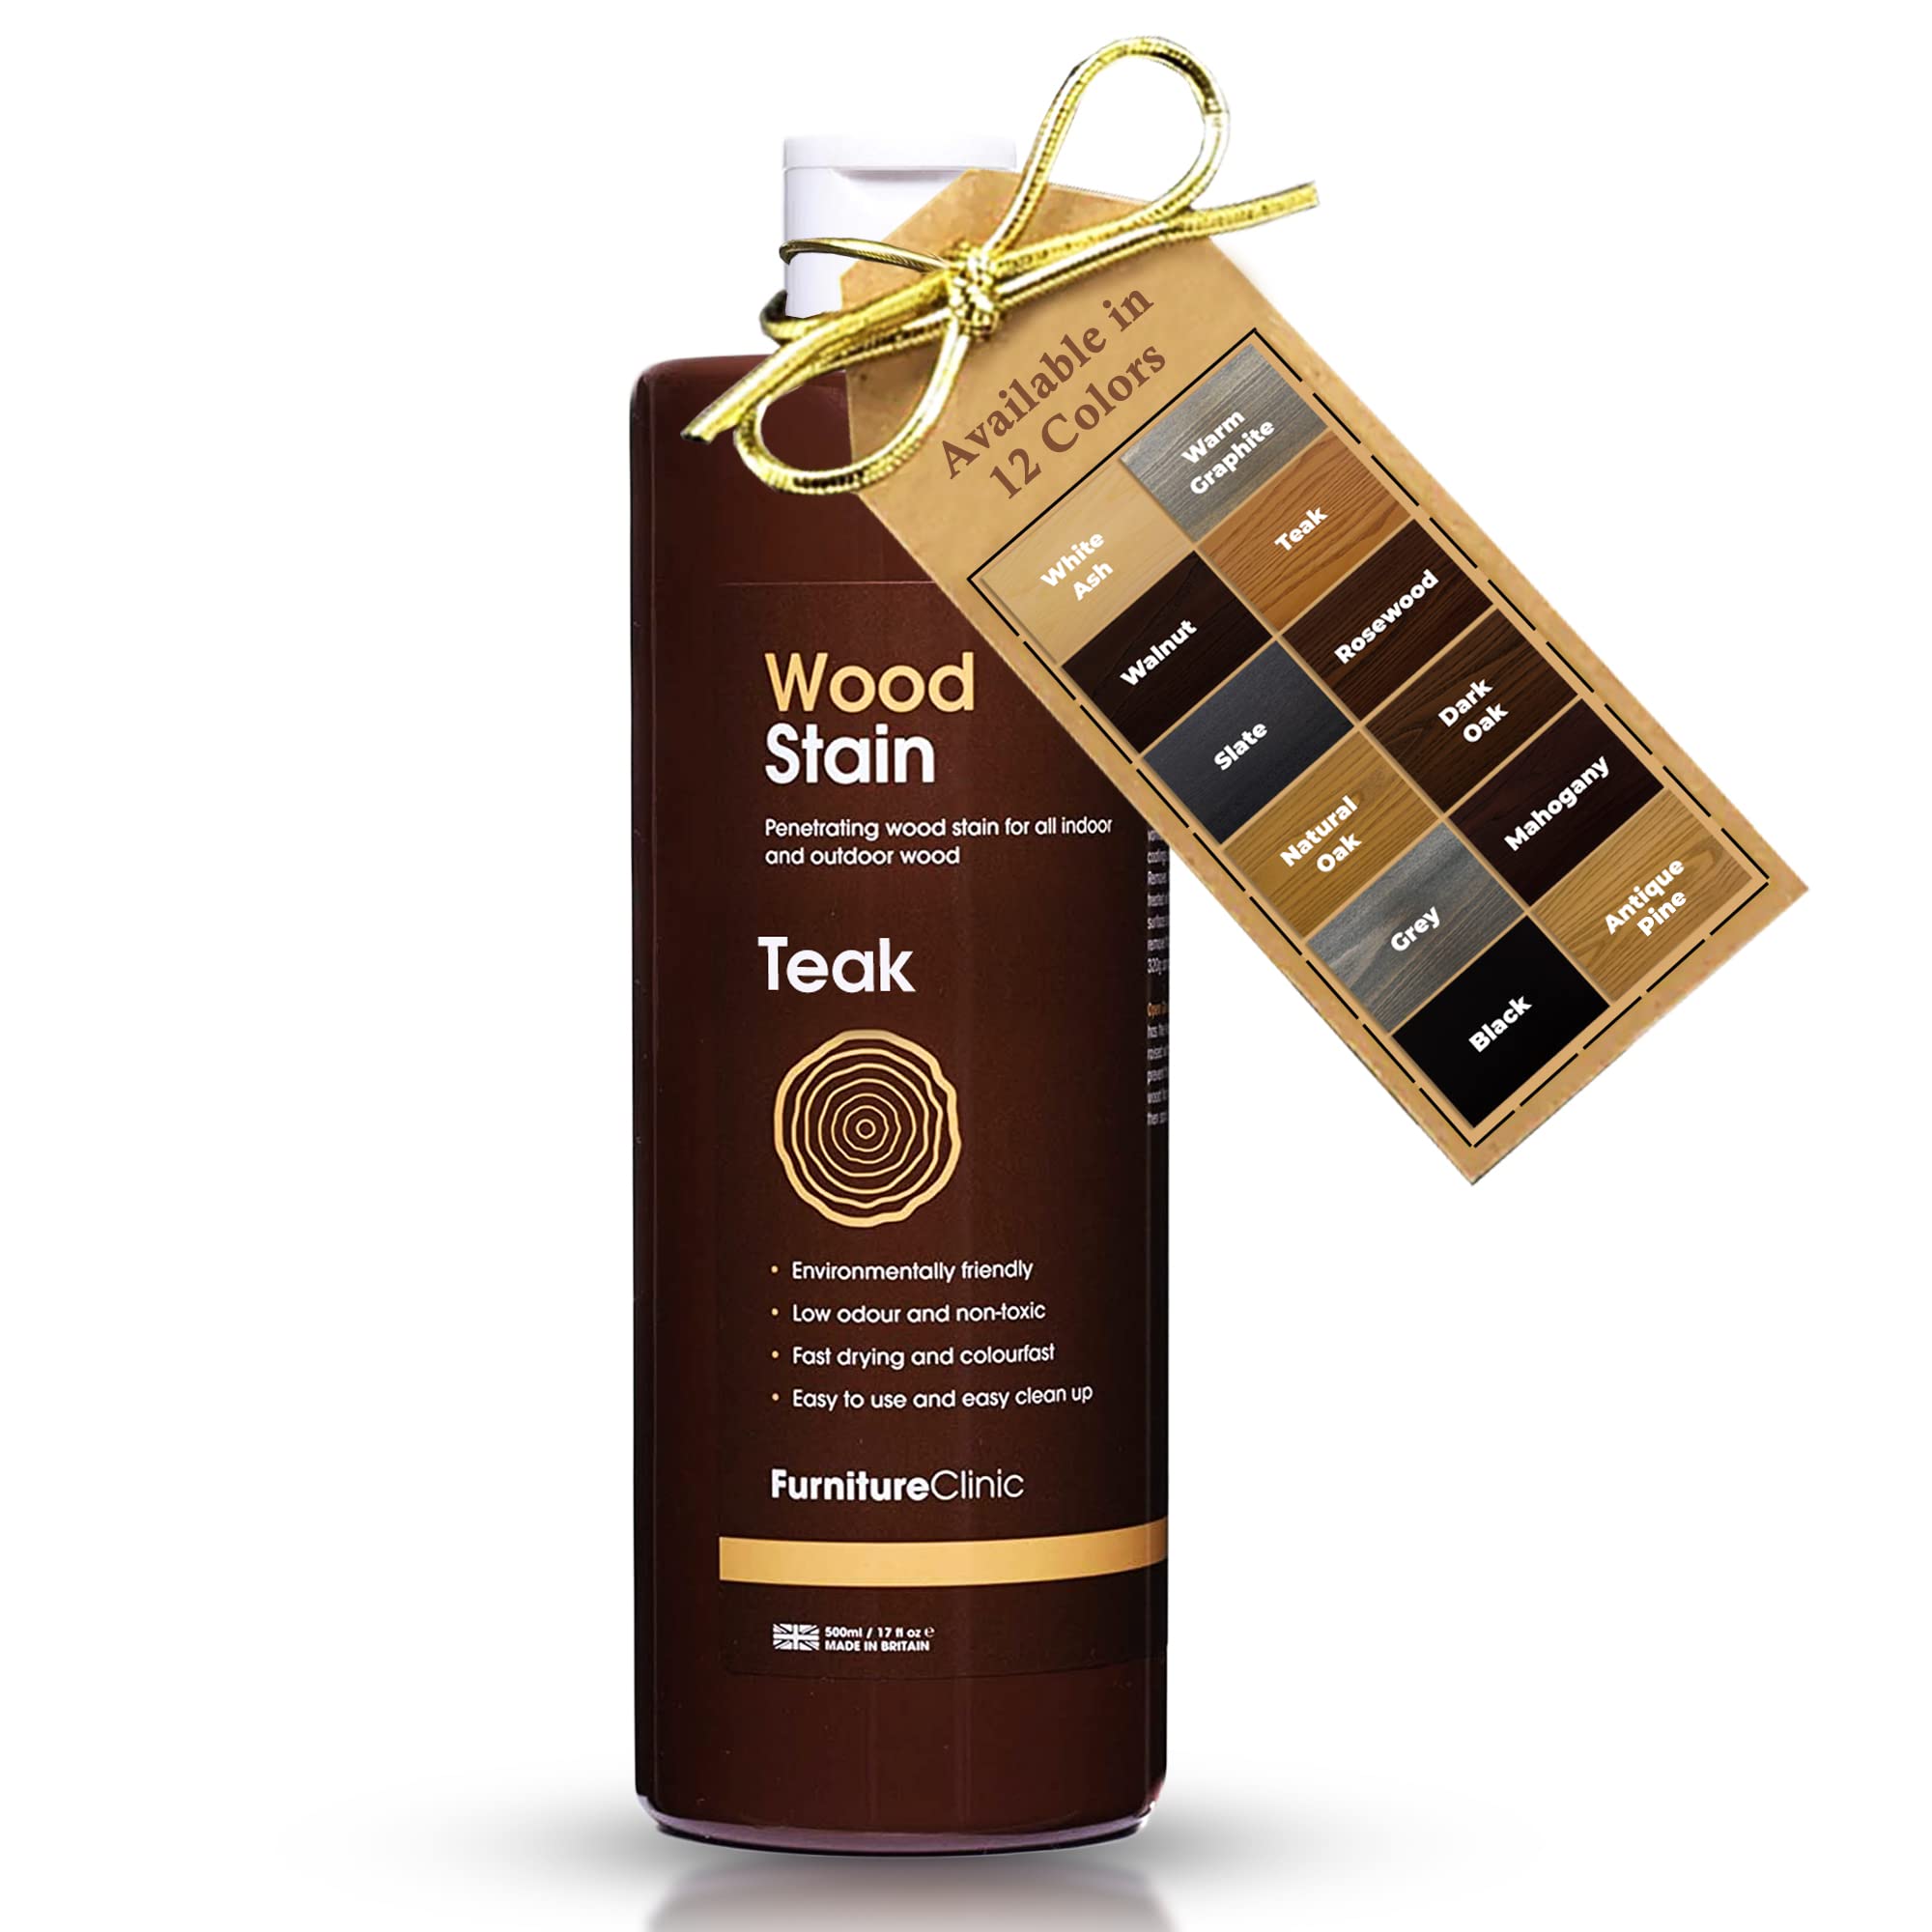 Available in
12 Colors
Warm
Graphite
White
Ash
Teak
Walnut
Rosewood
Slate
Dark
Oak
Natural
Oak
Mahogany
Grey
Antique
Pine
Black
Wood
Stain
Penetrating wood stain for all indoor
and outdoor wood
Teak
• Environmentally friendly
• Low odour and non-toxic
• Fast drying and colourfast
• Easy to use and easy clean up
FurnitureClinic
500ml / 17 fl oz ℮
MADE IN BRITAIN